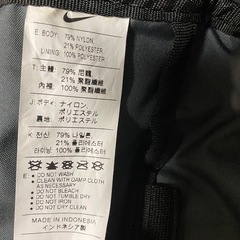 E: BODY: 79% NYLON
21% POLYESTER
LINING: 100% POLYESTER
T: 主體: 79% 尼龍
21% 聚酯纖維
內裡: 100% 聚酯纖維
J: ボディ: ナイロン、
ポリエステル
裏地: ポリエステル
K: 전신: 79% 나일론,
21% 폴리에스터
라이닝: 100% 폴리에스터
E: • DO NOT WASH
• CLEAN WITH DAMP CLOTH
AS NEEDED
• DO NOT BLEACH
• DO NOT TUMBLE DRY
• DO NOT IRON
• DO NOT DRY CLEAN
MADE IN INDONESIA
インドネシア製